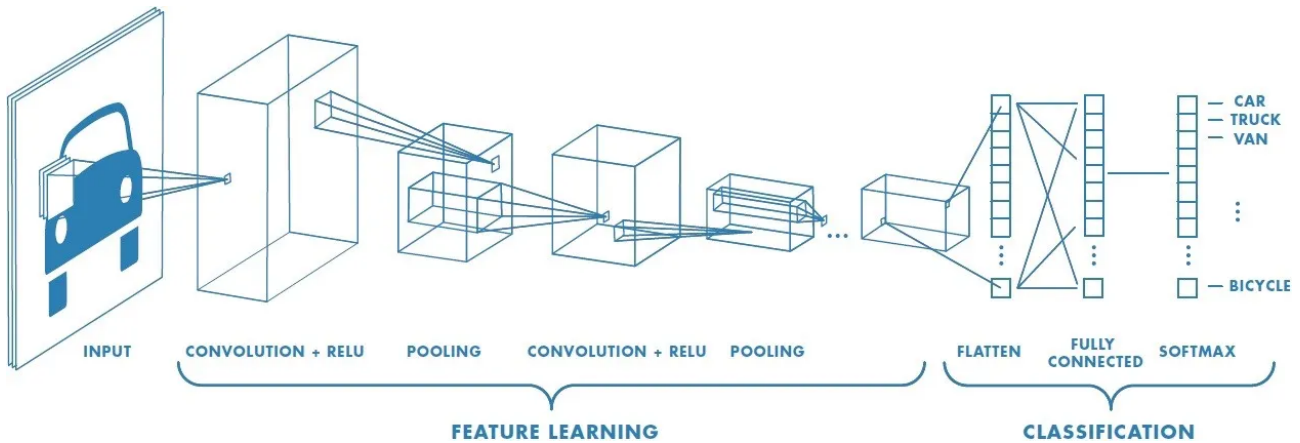 CAR
TRUCK
VAN
BICYCLE
INPUT
CONVOLUTION + RELU
POOLING
CONVOLUTION + RELU
POOLING
FLATTEN
FULLY
CONNECTED
SOFTMAX
FEATURE LEARNING
CLASSIFICATION